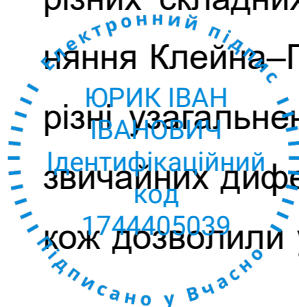 різних складних
няння Клейна–Г
різні узагальнен
звичайних дифе
кож дозволили у
Електронний підпис
ЮРИК ІВАН
ІВАНОВИЧ
Ідентифікаційний
код
1744405039
Підписано у Вчасно